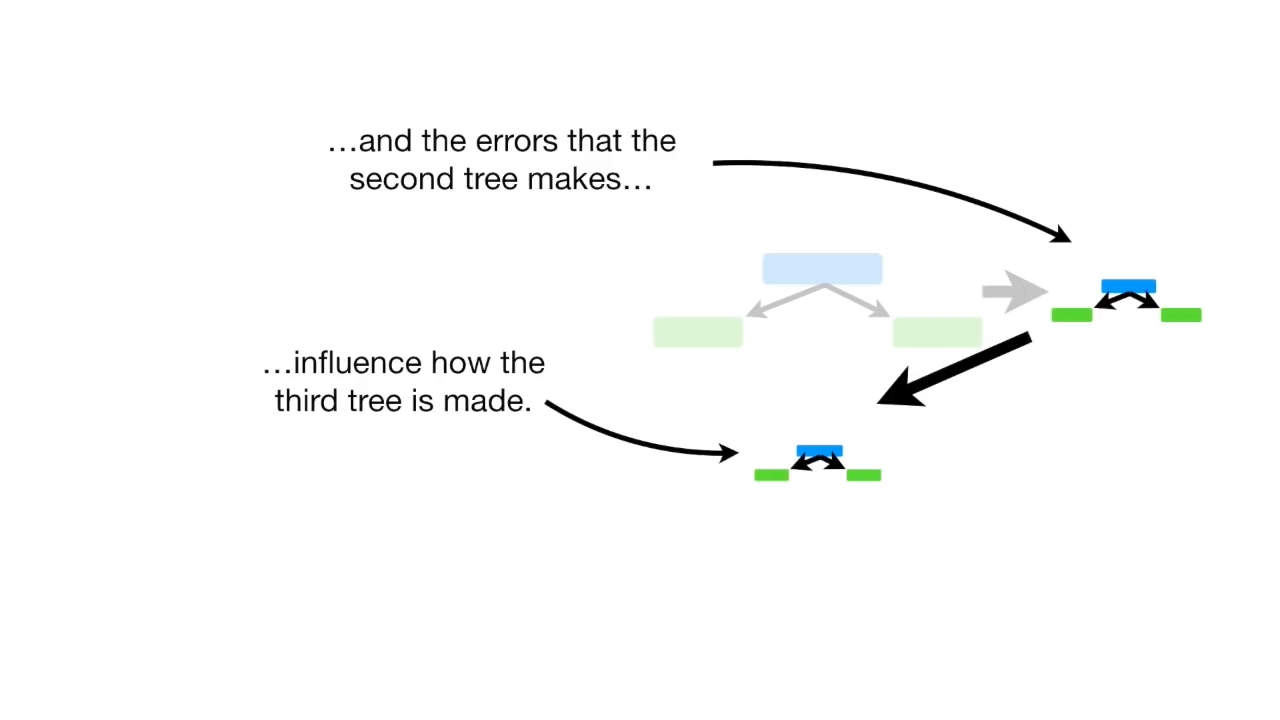 …and the errors that the
second tree makes…
…influence how the
third tree is made.